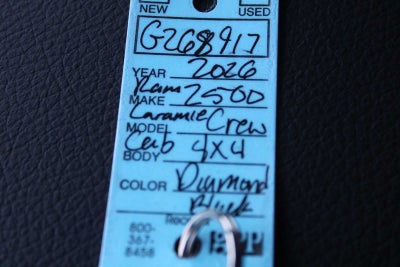 NEW USED
G268917
YEAR 2026
Ram 2500
MAKE
Laramie Crew
MODEL
Cab 4X4
BODY
COLOR Diamond
Black
800-
367-
8458